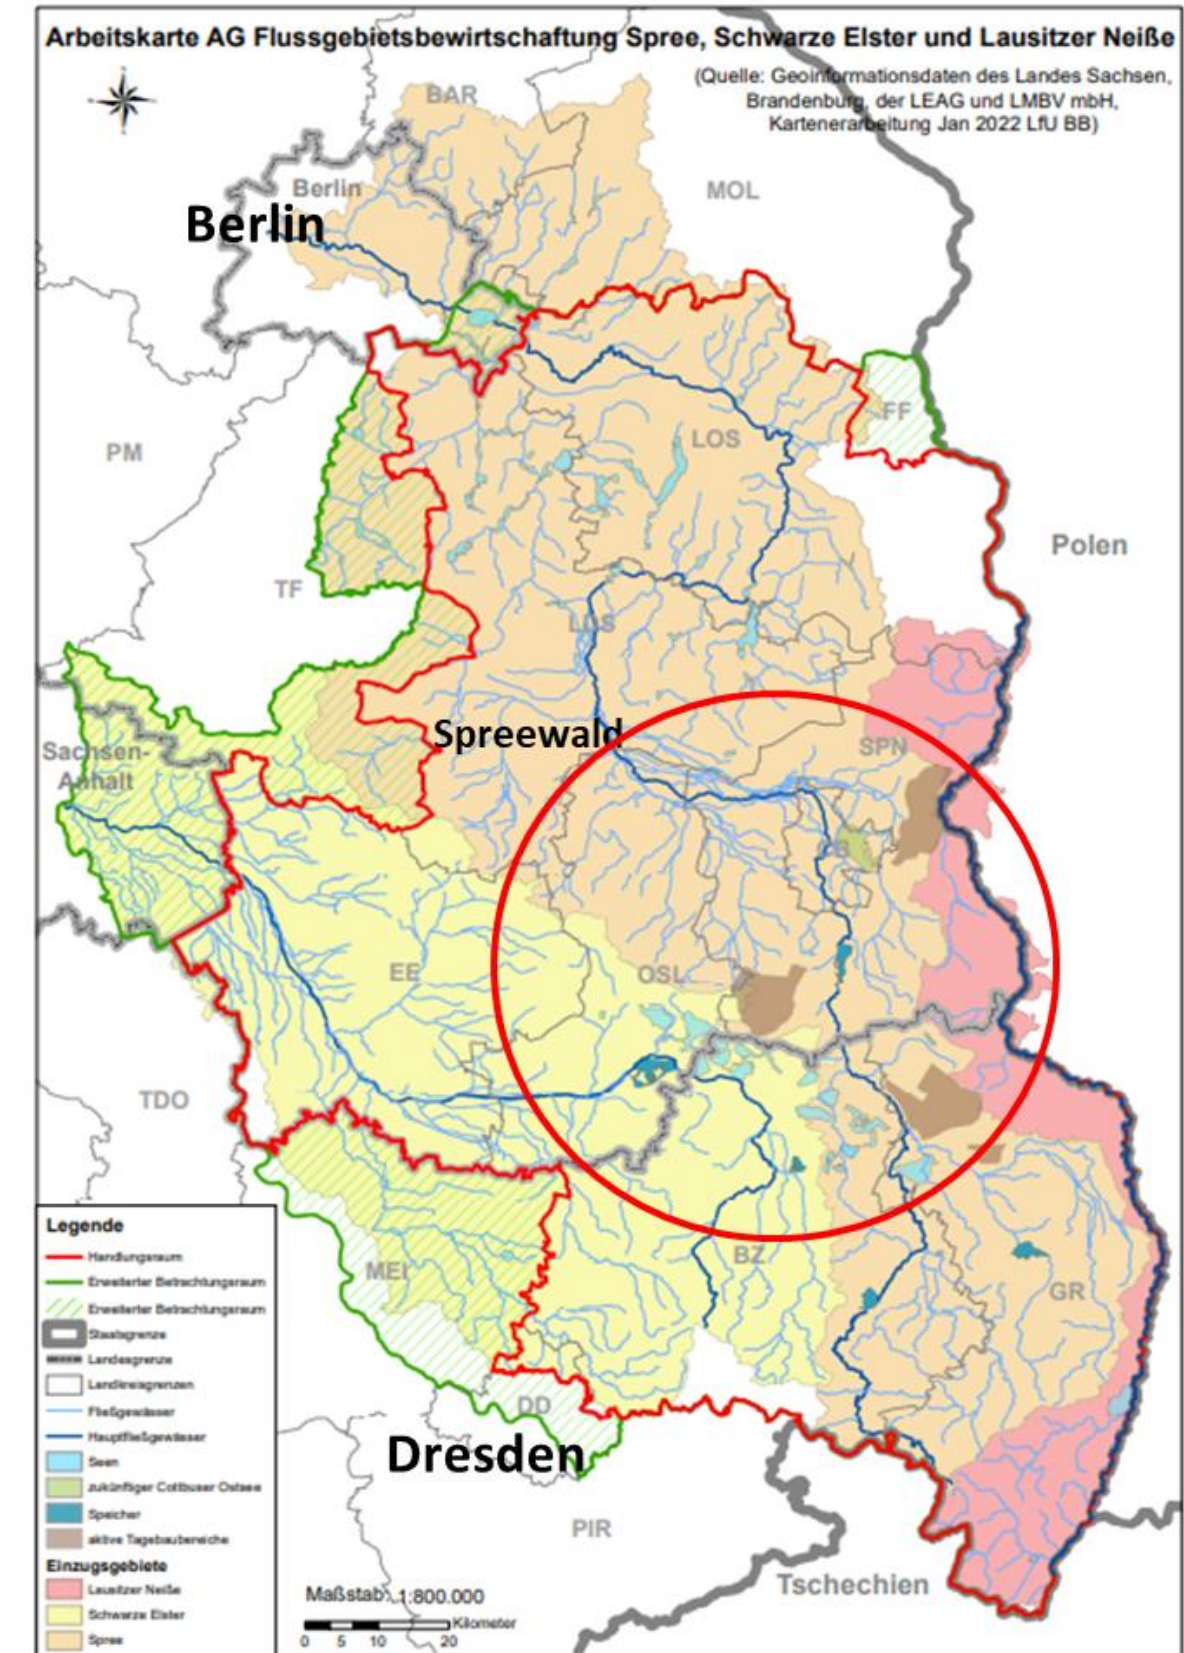 Arbeitskarte AG Flussgebietsbewirtschaftung Spree, Schwarze Elster und Lausitzer Neiße
(Quelle: Geoinformationsdaten des Landes Sachsen,
Brandenburg, der LEAG und LMBV mbH,
Kartenerarbeitung Jan 2022 LfU BB)
BAR
MOL
Berlin
Berlin
FF
LOS
PM
Polen
TF
LDS
Spreewald
SPN
Sachsen-
Anhalt
CB
EE
OSL
TDO
BZ
MEI
GR
DD
Dresden
PIR
Tschechien
Legende
Handlungsraum
Erweiterter Betrachtungsraum
Erweiterter Betrachtungsraum
Staatsgrenze
Landesgrenze
Landkreisgrenzen
Fließgewässer
Hauptfließgewässer
Seen
zukünftiger Cottbuser Ostsee
Speicher
aktive Tagebaubereiche
Einzugsgebiete
Lausitzer Neiße
Schwarze Elster
Spree
Maßstab: 1:800.000
Kilometer
0 5 10 20